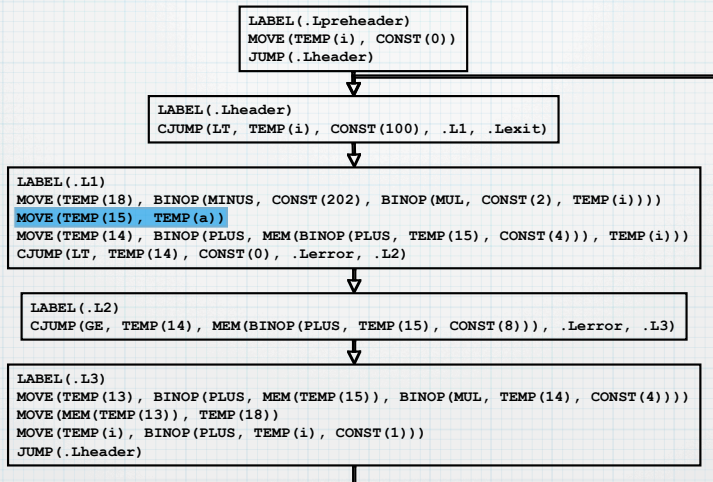 LABEL(.Lpreheader)
MOVE(TEMP(i), CONST(0))
JUMP(.Lheader)
LABEL(.Lheader)
CJUMP(LT, TEMP(i), CONST(100), .L1, .Lexit)
LABEL(.L1)
MOVE(TEMP(18), BINOP(MINUS, CONST(202), BINOP(MUL, CONST(2), TEMP(i))))
MOVE(TEMP(15), TEMP(a))
MOVE(TEMP(14), BINOP(PLUS, MEM(BINOP(PLUS, TEMP(15), CONST(4))), TEMP(i)))
CJUMP(LT, TEMP(14), CONST(0), .Lerror, .L2)
LABEL(.L2)
CJUMP(GE, TEMP(14), MEM(BINOP(PLUS, TEMP(15), CONST(8))), .Lerror, .L3)
LABEL(.L3)
MOVE(TEMP(13), BINOP(PLUS, MEM(TEMP(15)), BINOP(MUL, TEMP(14), CONST(4))))
MOVE(MEM(TEMP(13)), TEMP(18))
MOVE(TEMP(i), BINOP(PLUS, TEMP(i), CONST(1)))
JUMP(.Lheader)